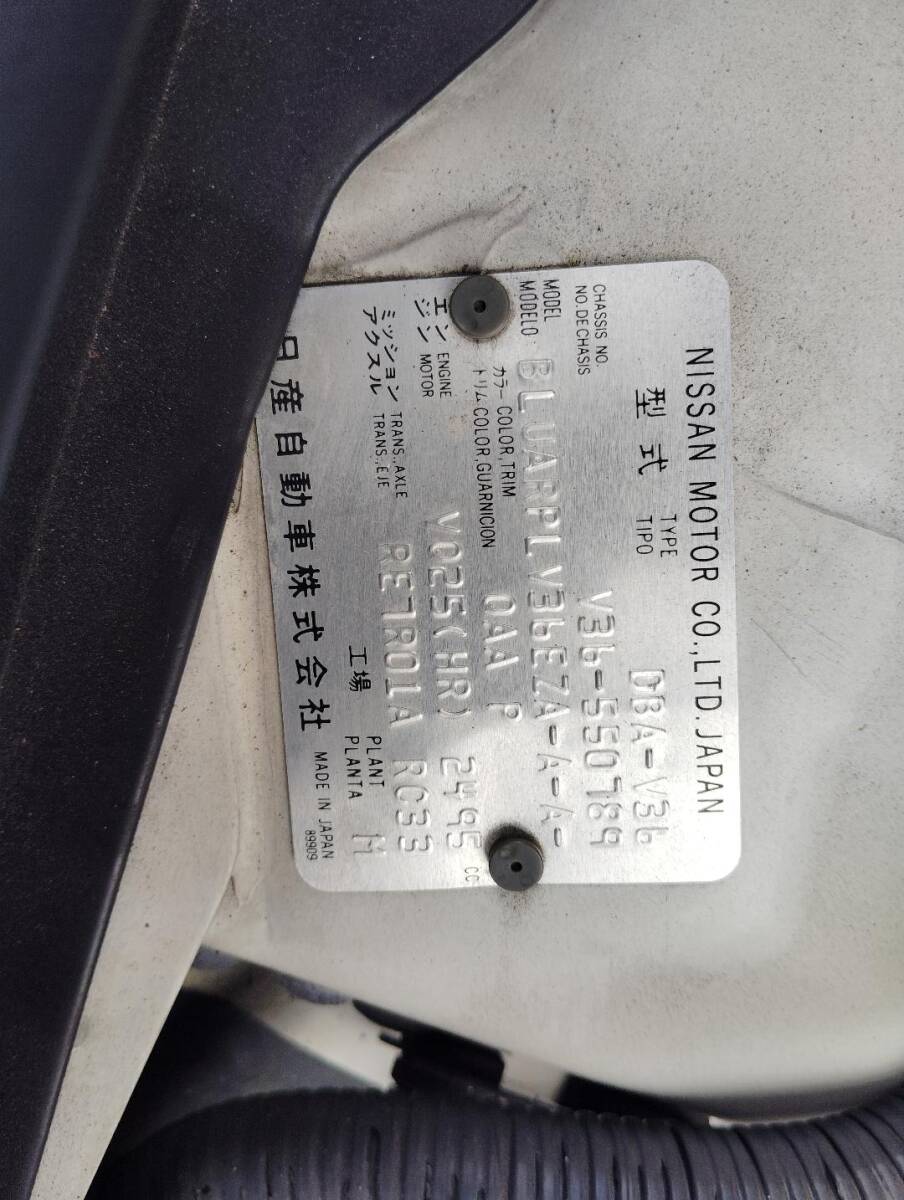 NISSAN MOTOR CO.,LTD. JAPAN
型式 TYPE TIPO DBA-V36
CHASSIS NO. NO.DE CHASIS V36-550789
MODEL MODELO BLUARPLV36EZA-A-A-
カラー COLOR,TRIM トリム COLOR,GUARNICION QAA P
エンジン ENGINE MOTOR VQ25(HR) 2495 CC
ミッション アクスル TRANS.,AXLE TRANS.,EJE RE7R01A RC33
工場 PLANT PLANTA M
日産自動車株式会社 MADE IN JAPAN 89909